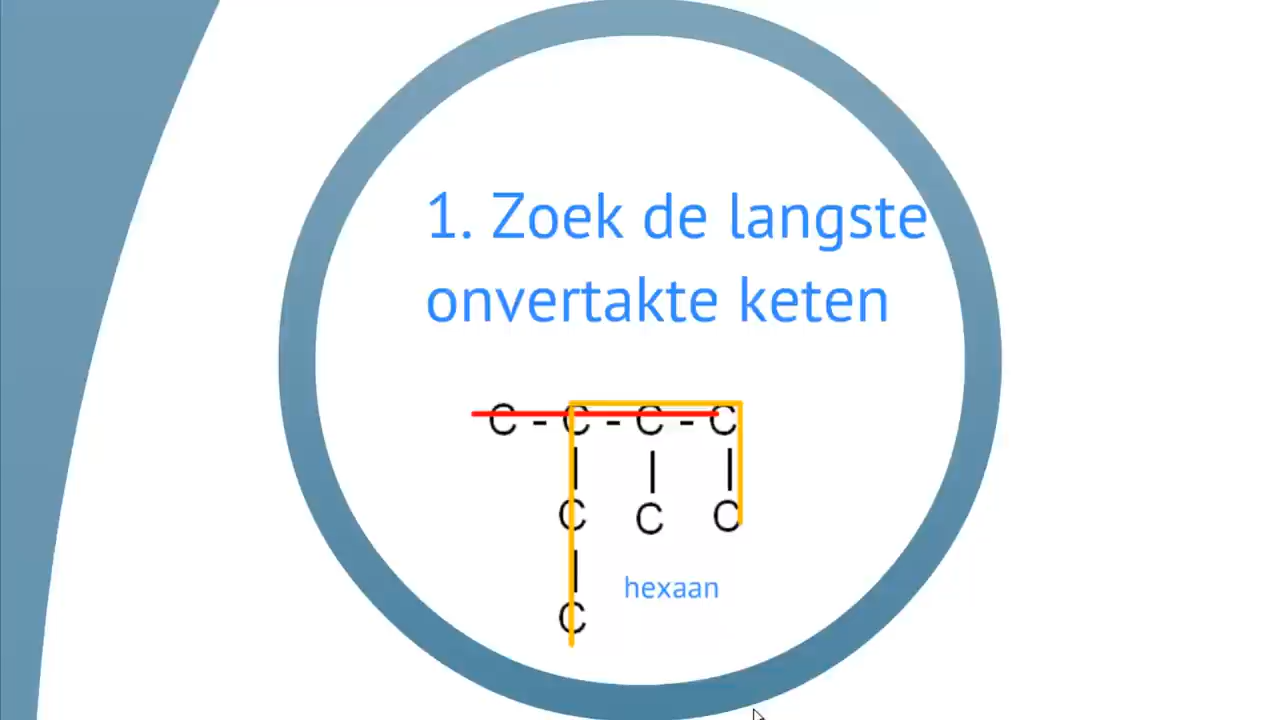 1. Zoek de langste
onvertakte keten
C - C - C - C
| | |
C C C
|
C
hexaan